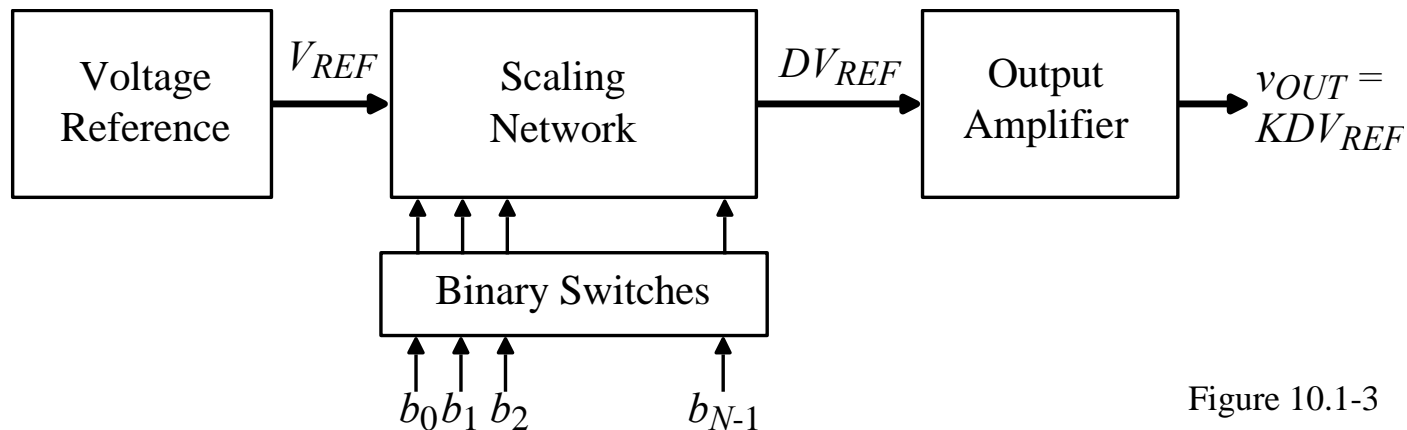 Voltage
Reference
V_REF
Scaling
Network
DV_REF
Output
Amplifier
v_OUT =
KDV_REF
Binary Switches
b_0 b_1 b_2 b_N-1
Figure 10.1-3